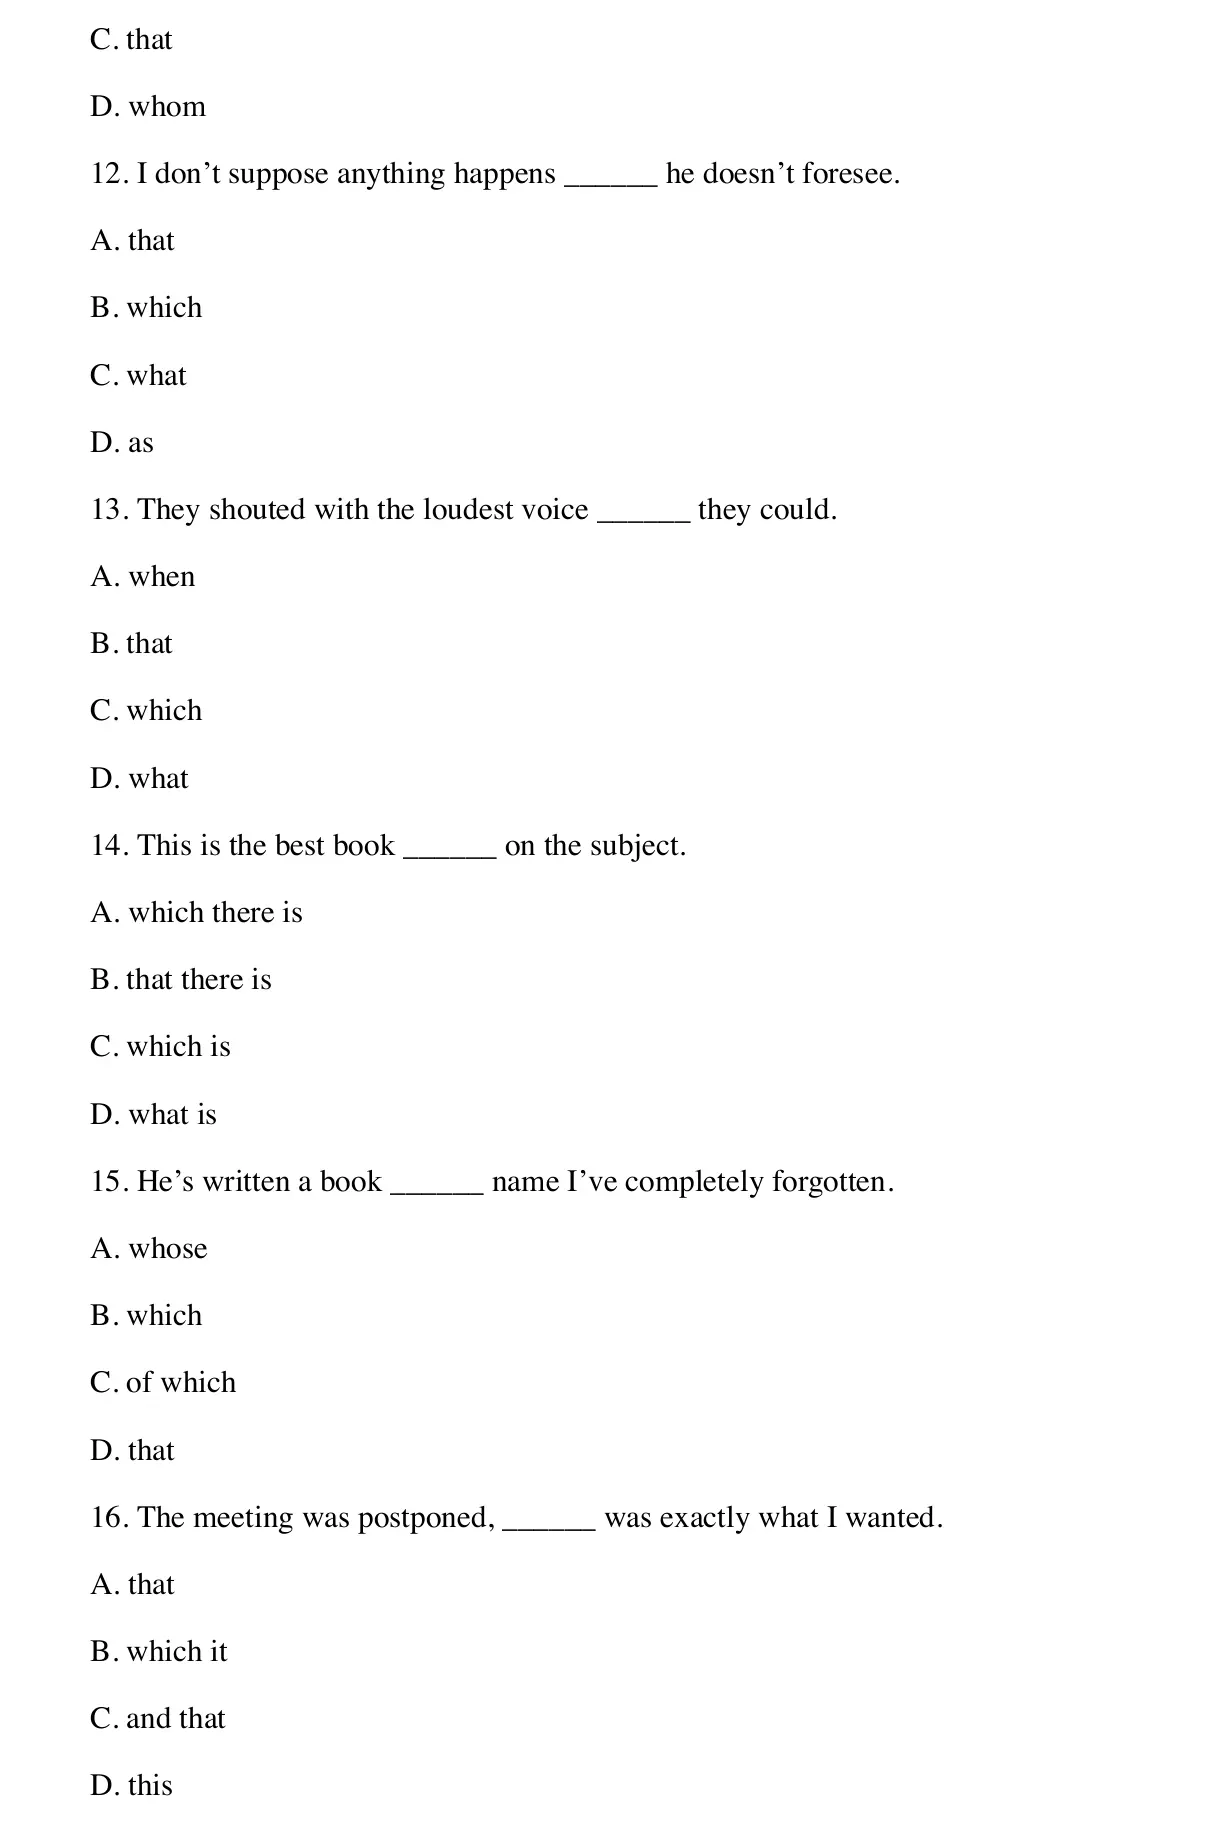 C. that
D. whom
12. I don’t suppose anything happens ______ he doesn’t foresee.
A. that
B. which
C. what
D. as
13. They shouted with the loudest voice ______ they could.
A. when
B. that
C. which
D. what
14. This is the best book ______ on the subject.
A. which there is
B. that there is
C. which is
D. what is
15. He’s written a book ______ name I’ve completely forgotten.
A. whose
B. which
C. of which
D. that
16. The meeting was postponed, ______ was exactly what I wanted.
A. that
B. which it
C. and that
D. this